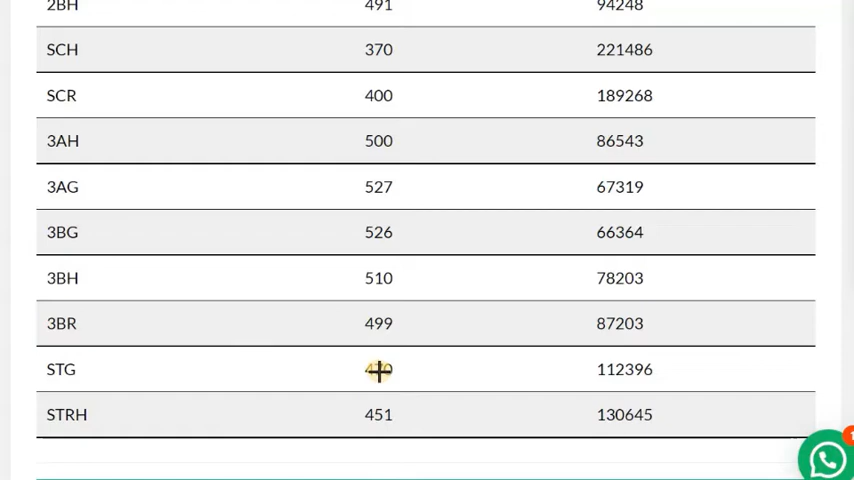 2BH 491 94248
SCH 370 221486
SCR 400 189268
3AH 500 86543
3AG 527 67319
3BG 526 66364
3BH 510 78203
3BR 499 87203
STG 112396
STRH 451 130645